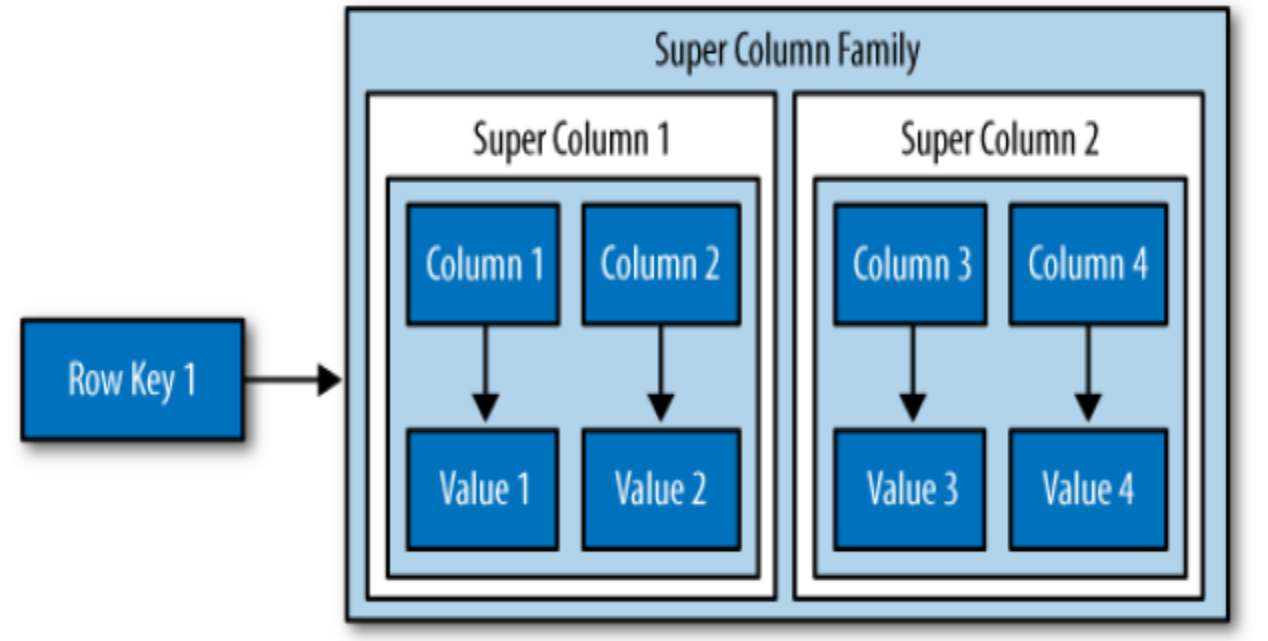 Super Column Family
Super Column 1
Super Column 2
Column 1
Column 2
Column 3
Column 4
Row Key 1
Value 1
Value 2
Value 3
Value 4